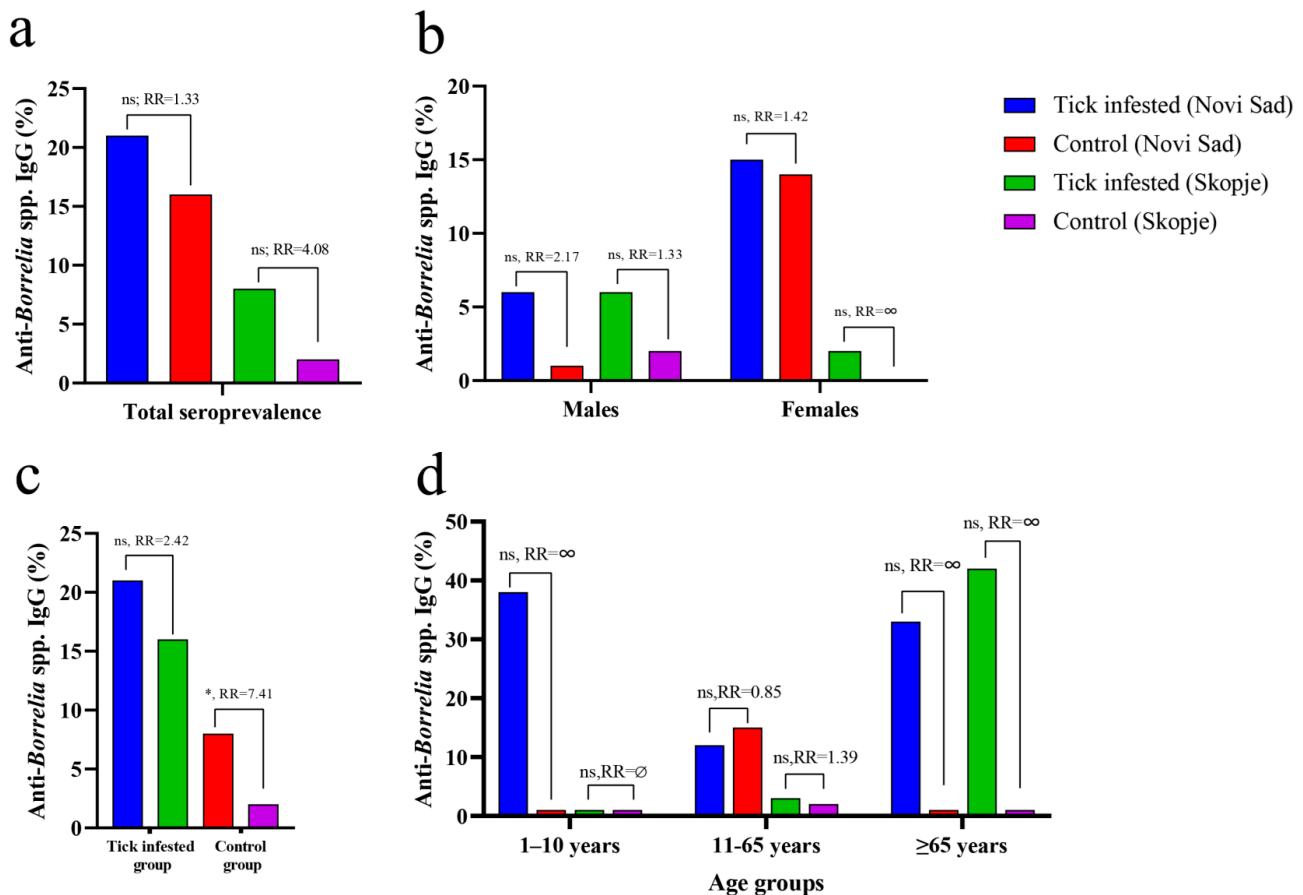 a
Anti-Borrelia spp. IgG (%)
25
20
15
10
5
0
ns; RR=1.33
ns; RR=4.08
Total seroprevalence
b
Anti-Borrelia spp. IgG (%)
20
15
10
5
0
ns, RR=2.17
ns, RR=1.33
ns, RR=1.42
ns, RR=∞
Males
Females
Tick infested (Novi Sad)
Control (Novi Sad)
Tick infested (Skopje)
Control (Skopje)
c
Anti-Borrelia spp. IgG (%)
25
20
15
10
5
0
ns, RR=2.42
*, RR=7.41
Tick infested
group
Control
group
d
Anti-Borrelia spp. IgG (%)
50
40
30
20
10
0
ns, RR=∞
ns,RR=∅
ns,RR=0.85
ns,RR=1.39
ns, RR=∞
ns, RR=∞
1–10 years
11-65 years
≥65 years
Age groups